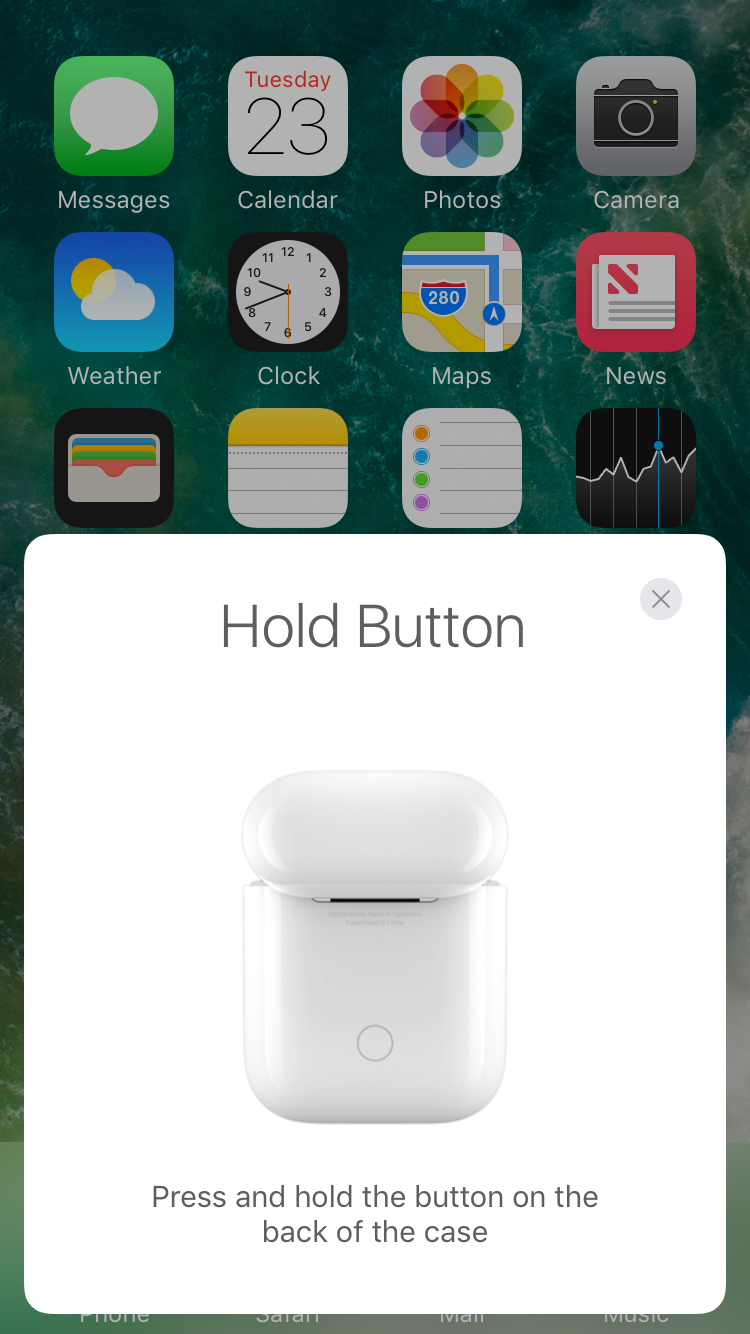 Tuesday
23
Messages
Calendar
Photos
Camera
12
11
1
10
2
280
9
3
8
4
7
5
6
Weather
Clock
Maps
News
Hold Button
Designed by Apple in California
Assembled in China
Press and hold the button on the
back of the case
Phone
Safari
Mail
Music